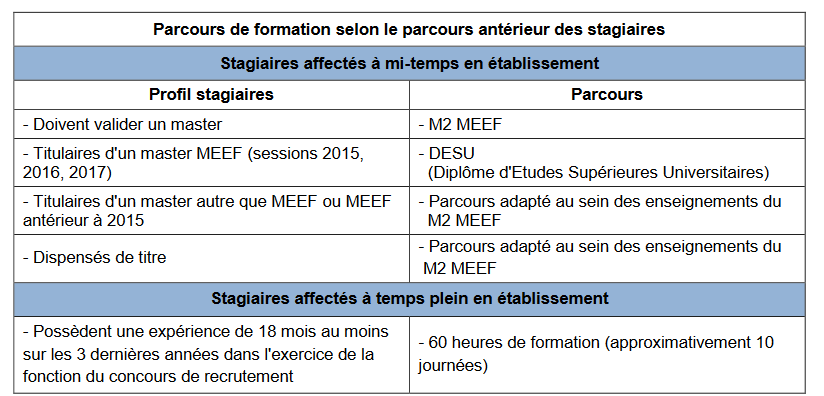 Parcours de formation selon le parcours antérieur des stagiaires
Stagiaires affectés à mi-temps en établissement
Profil stagiaires
Parcours
- Doivent valider un master
- M2 MEEF
- Titulaires d'un master MEEF (sessions 2015,
2016, 2017)
- DESU
(Diplôme d'Etudes Supérieures Universitaires)
- Titulaires d'un master autre que MEEF ou MEEF
antérieur à 2015
- Parcours adapté au sein des enseignements du
M2 MEEF
- Dispensés de titre
- Parcours adapté au sein des enseignements du
M2 MEEF
Stagiaires affectés à temps plein en établissement
- Possèdent une expérience de 18 mois au moins
sur les 3 dernières années dans l'exercice de la
fonction du concours de recrutement
- 60 heures de formation (approximativement 10
journées)